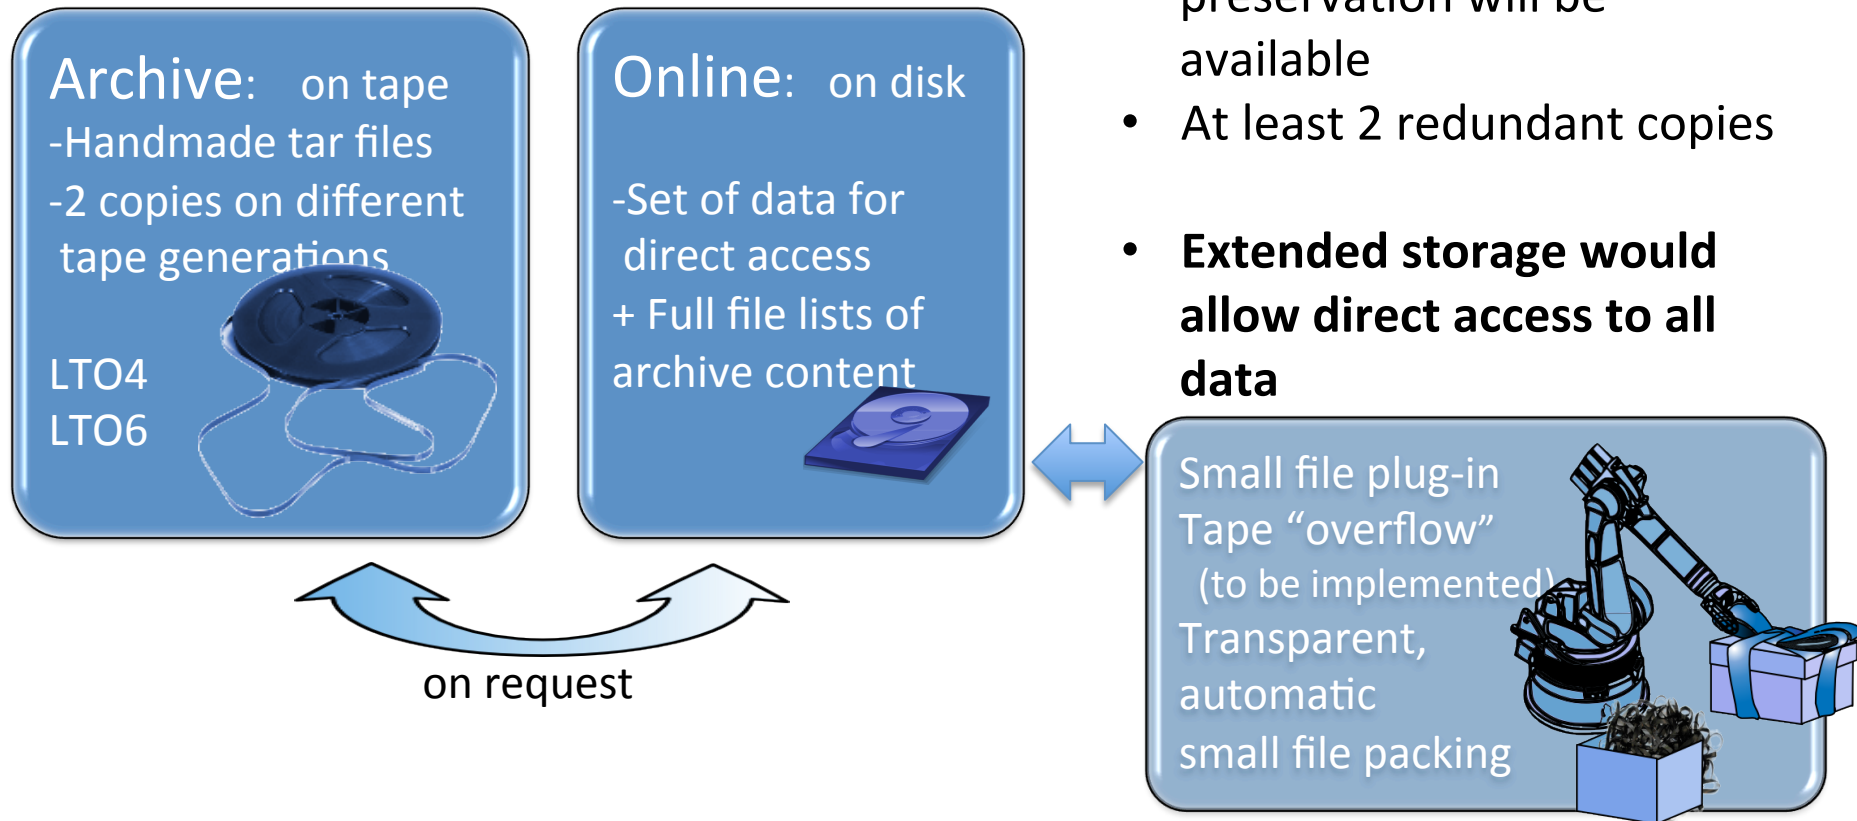 Archive: on tape
-Handmade tar files
-2 copies on different
tape generations
LTO4
LTO6
Online: on disk
-Set of data for
direct access
+ Full file lists of
archive content
on request
preservation will be
available
• At least 2 redundant copies
• Extended storage would
allow direct access to all
data
Small file plug-in
Tape “overflow”
(to be implemented)
Transparent,
automatic
small file packing